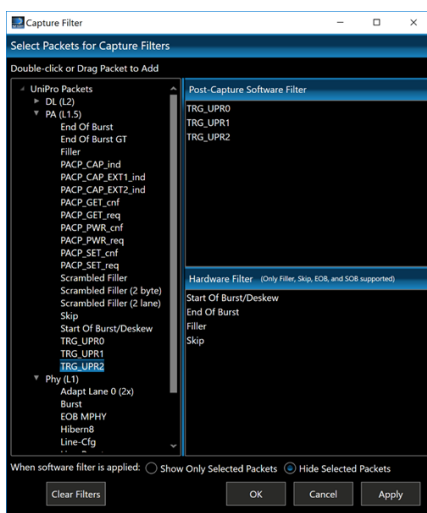 Capture Filter
Select Packets for Capture Filters
Double-click or Drag Packet to Add
UniPro Packets
DL (L2)
PA (L1.5)
End Of Burst
End Of Burst GT
Filler
PACP_CAP_ind
PACP_CAP_EXT1_ind
PACP_CAP_EXT2_ind
PACP_GET_cnf
PACP_GET_req
PACP_PWR_cnf
PACP_PWR_req
PACP_SET_cnf
PACP_SET_req
Scrambled Filler
Scrambled Filler (2 byte)
Scrambled Filler (2 lane)
Skip
Start Of Burst/Deskew
TRG_UPR0
TRG_UPR1
TRG_UPR2
Phy (L1)
Adapt Lane 0 (2x)
Burst
EOB MPHY
Hibern8
Line-Cfg
Post-Capture Software Filter
TRG_UPR0
TRG_UPR1
TRG_UPR2
Hardware Filter (Only Filler, Skip, EOB, and SOB supported)
Start Of Burst/Deskew
End Of Burst
Filler
Skip
When software filter is applied: Show Only Selected Packets Hide Selected Packets
Clear Filters OK Cancel Apply